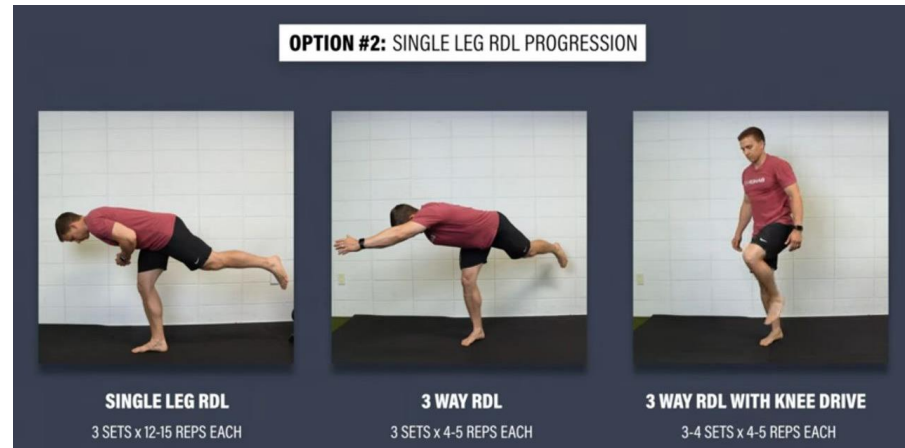 OPTION #2: SINGLE LEG RDL PROGRESSION
SINGLE LEG RDL
3 SETS x 12-15 REPS EACH
3 WAY RDL
3 SETS x 4-5 REPS EACH
3 WAY RDL WITH KNEE DRIVE
3-4 SETS x 4-5 REPS EACH